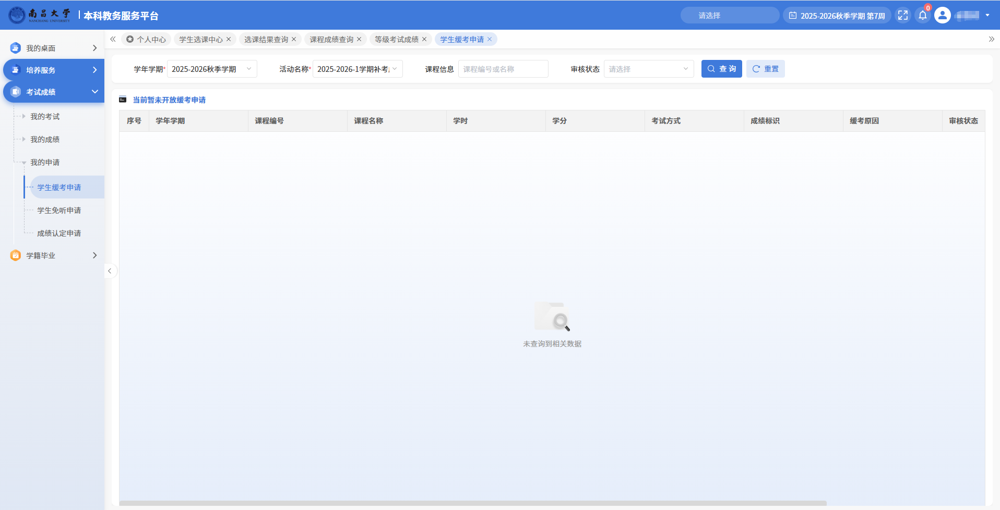 南昌大学
NANCHANG UNIVERSITY
本科教务服务平台
请选择
2025-2026秋季学期 第7周
0
个人中心
学生选课中心
选课结果查询
课程成绩查询
等级考试成绩
学生缓考申请
我的桌面
培养服务
考试成绩
我的考试
我的成绩
我的申请
学生缓考申请
学生免听申请
成绩认定申请
学籍毕业
学年学期* 2025-2026秋季学期
活动名称* 2025-2026-1学期补考
课程信息 课程编号或名称
审核状态 请选择
查询
重置
当前暂未开放缓考申请
序号 学年学期 课程编号 课程名称 学时 学分 考试方式 成绩标识 缓考原因 审核状态
未查询到相关数据